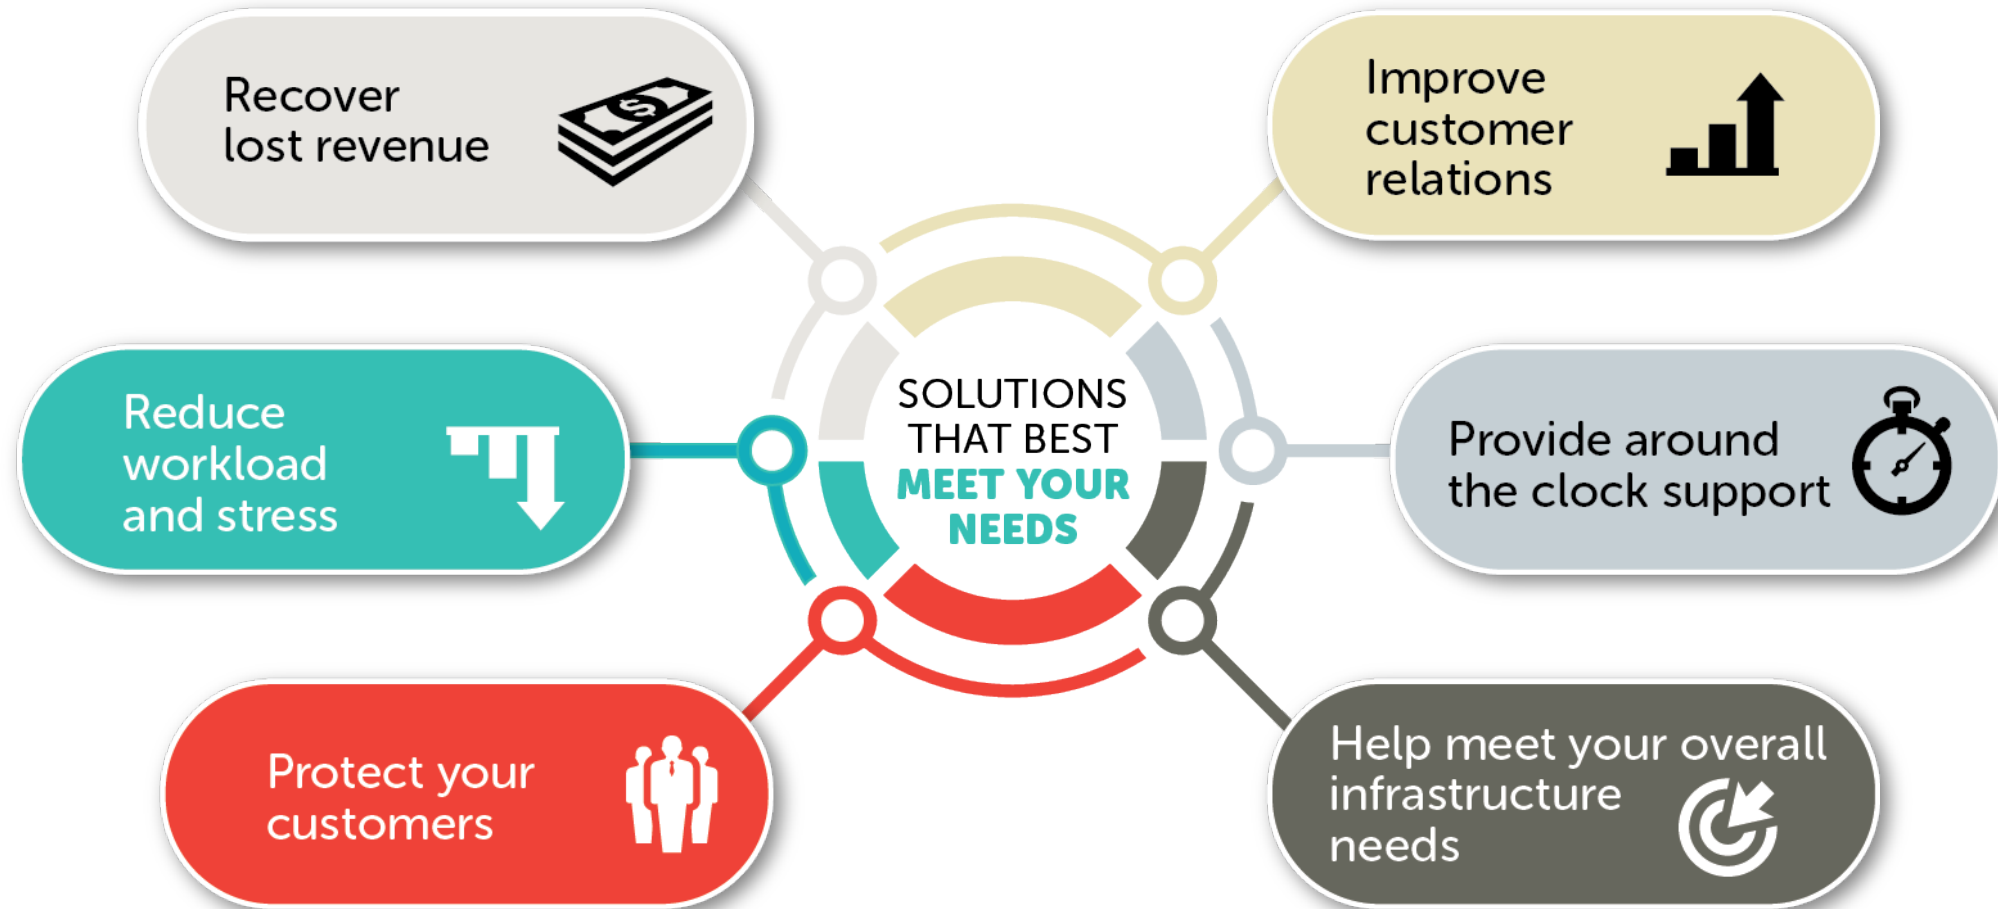 Recover
lost revenue
Improve
customer
relations
Reduce
workload
and stress
SOLUTIONS
THAT BEST
MEET YOUR
NEEDS
Provide around
the clock support
Protect your
customers
Help meet your overall
infrastructure
needs